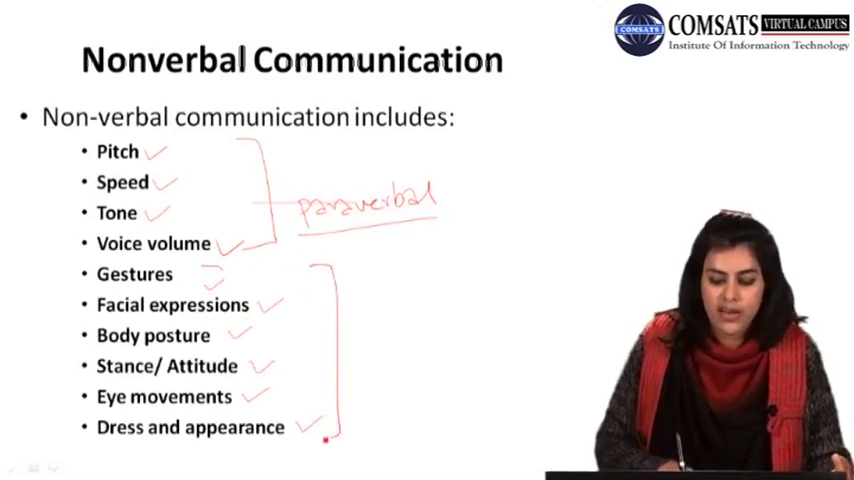 COMSATS VIRTUAL CAMPUS
COMSATS
Institute Of Information Technology
Nonverbal Communication
• Non-verbal communication includes:
• Pitch
• Speed
• Tone
• Voice volume
paraverbal
• Gestures
• Facial expressions
• Body posture
• Stance/ Attitude
• Eye movements
• Dress and appearance